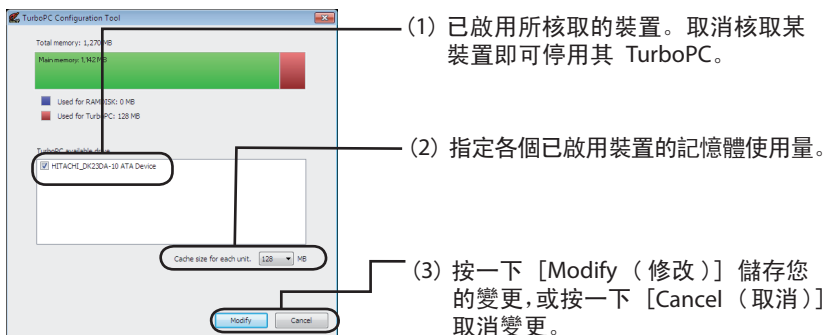 TurboPC Configuration Tool
Total memory: 1,270 MB
Main memory: 1,142 MB
Used for RAMDISK: 0 MB
Used for TurboPC: 128 MB
TurboPC available drive
HITACHI_DK23DA-10 ATA Device
Cache size for each unit. 128 MB
Modify Cancel
(1) 已啟用所核取的裝置。取消核取某
裝置即可停用其 TurboPC。
(2) 指定各個已啟用裝置的記憶體使用量。
(3) 按一下［Modify（修改）］儲存您
的變更，或按一下［Cancel（取消）］
取消變更。